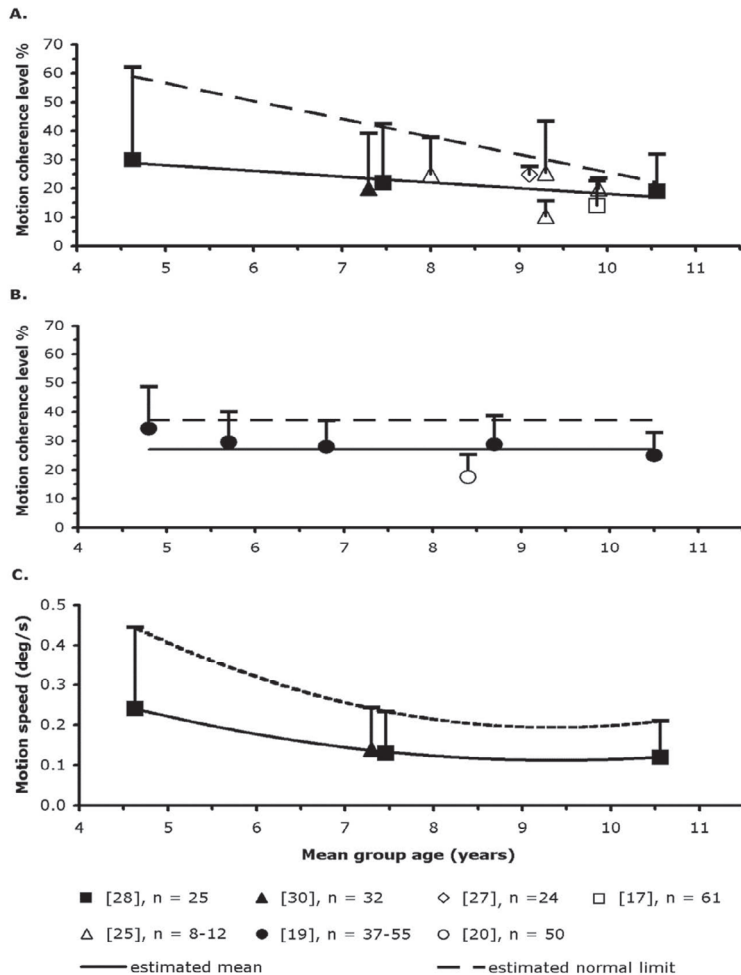 A.
Motion coherence level %
70
60
50
40
30
20
10
0
4 5 6 7 8 9 10 11
B.
Motion coherence level %
70
60
50
40
30
20
10
0
4 5 6 7 8 9 10 11
C.
Motion speed (deg/s)
0.5
0.4
0.3
0.2
0.1
0.0
4 5 6 7 8 9 10 11
Mean group age (years)
[28], n = 25 [30], n = 32 [27], n =24 [17], n = 61
[25], n = 8-12 [19], n = 37-55 [20], n = 50
estimated mean estimated normal limit